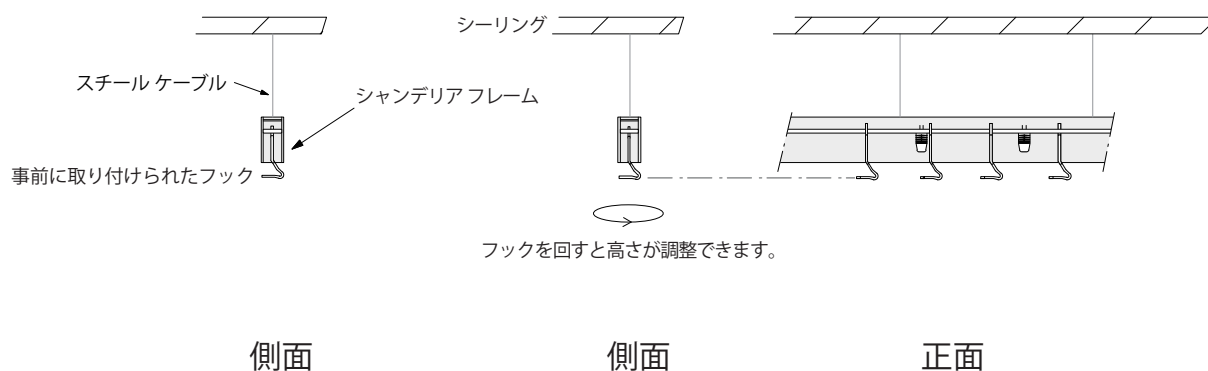 シーリング
スチール ケーブル
シャンデリア フレーム
事前に取り付けられたフック
フックを回すと高さが調整できます。
側面
側面
正面